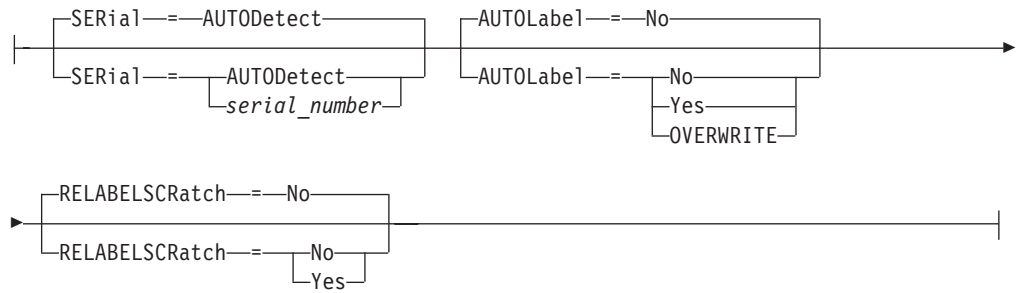 SERial = AUTODetect AUTOLabel = No
SERial = AUTODetect AUTOLabel = No
serial_number Yes
OVERWRITE
RELABELSCRatch = No
RELABELSCRatch = No
Yes